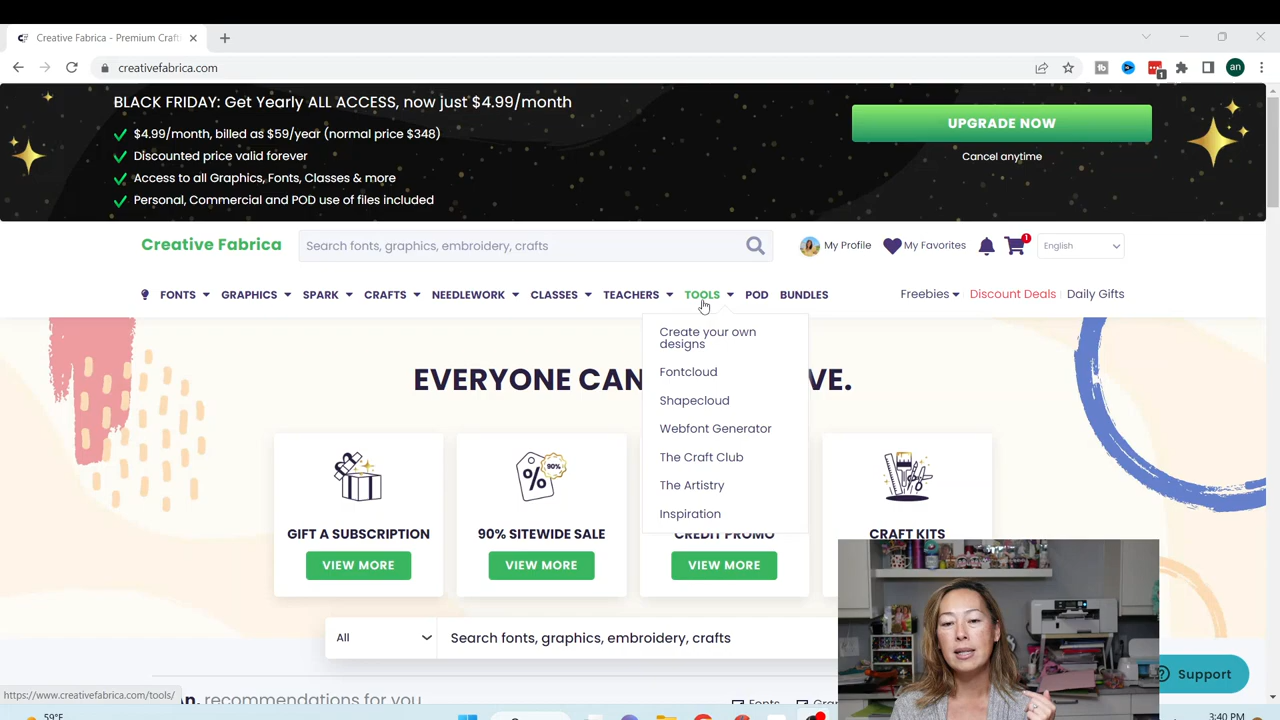 Creative Fabrica - Premium Craft
creativefabrica.com
1
an
BLACK FRIDAY: Get Yearly ALL ACCESS, now just $4.99/month
$4.99/month, billed as $59/year (normal price $348)
Discounted price valid forever
Access to all Graphics, Fonts, Classes & more
Personal, Commercial and POD use of files included
UPGRADE NOW
Cancel anytime
Creative Fabrica
Search fonts, graphics, embroidery, crafts
My Profile
My Favorites
1
English
FONTS GRAPHICS SPARK CRAFTS NEEDLEWORK CLASSES TEACHERS TOOLS POD BUNDLES
Freebies Discount Deals Daily Gifts
Create your own
designs
Fontcloud
Shapecloud
Webfont Generator
The Craft Club
The Artistry
Inspiration
GIFT A SUBSCRIPTION
VIEW MORE
90%
90% SITEWIDE SALE
VIEW MORE
CREDIT PROMO
VIEW MORE
CRAFT KITS
All
Search fonts, graphics, embroidery, crafts
Support
https://www.creativefabrica.com/tools/
recommendations for you
Fonts
59°F
3:40 PM